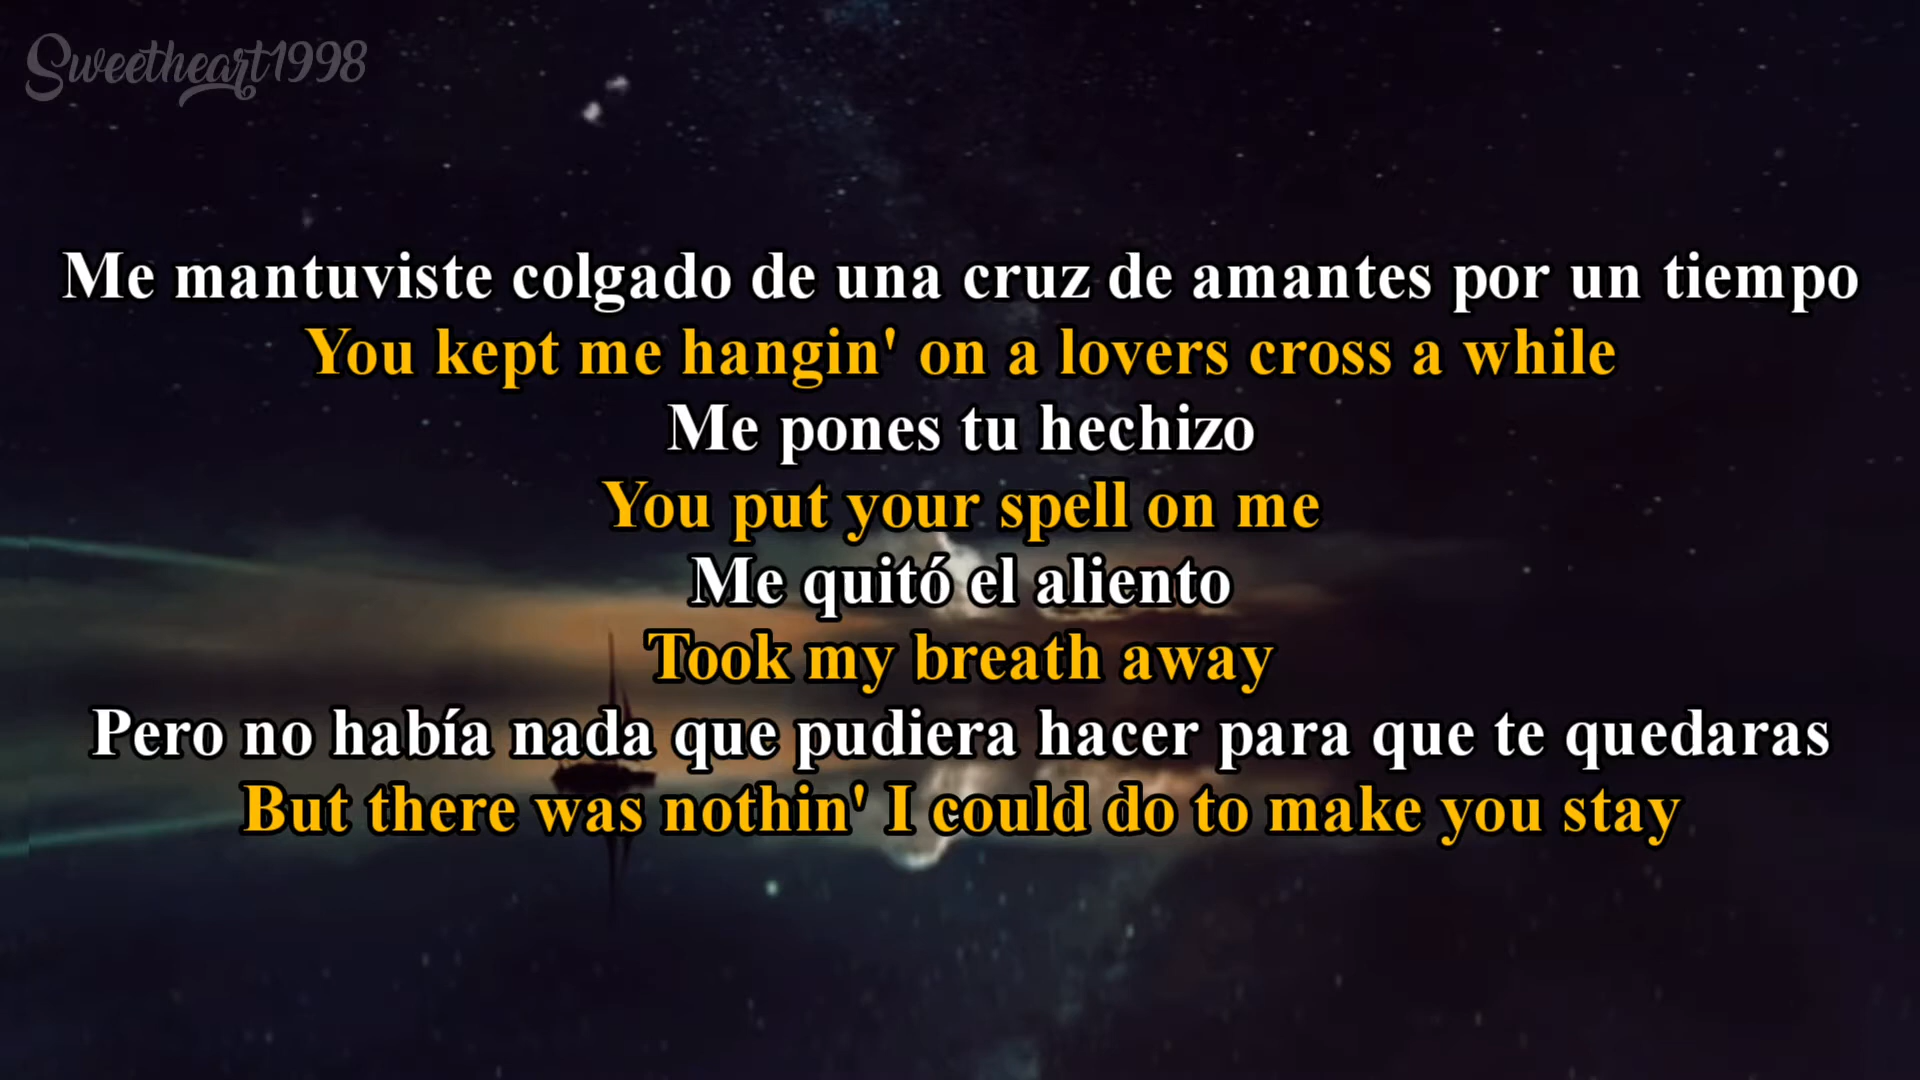 Sweetheart1998
Me mantuviste colgado de una cruz de amantes por un tiempo
You kept me hangin' on a lovers cross a while
Me pones tu hechizo
You put your spell on me
Me quitó el aliento
Took my breath away
Pero no había nada que pudiera hacer para que te quedaras
But there was nothin' I could do to make you stay